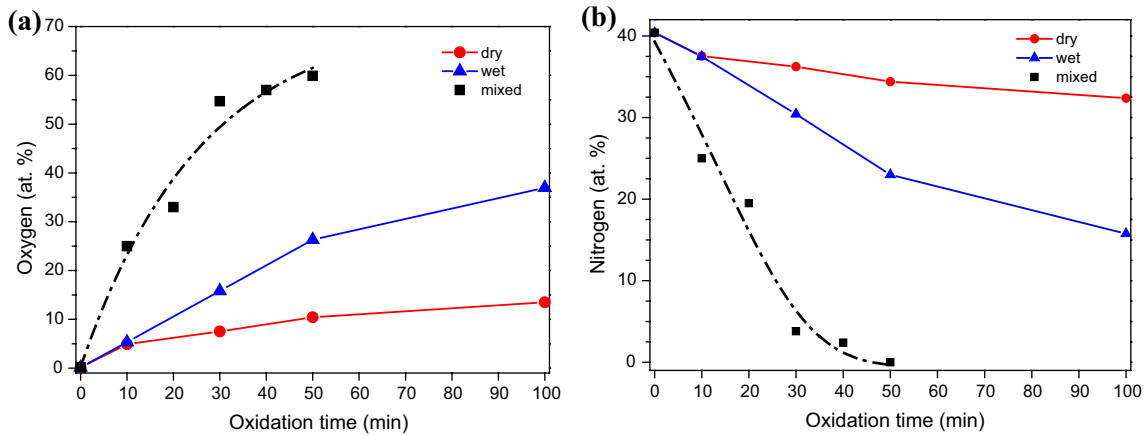 (a)
Oxygen (at. %)
70
60
50
40
30
20
10
0
dry
wet
mixed
0 10 20 30 40 50 60 70 80 90 100
Oxidation time (min)
(b)
Nitrogen (at. %)
40
30
20
10
0
dry
wet
mixed
0 10 20 30 40 50 60 70 80 90 100
Oxidation time (min)